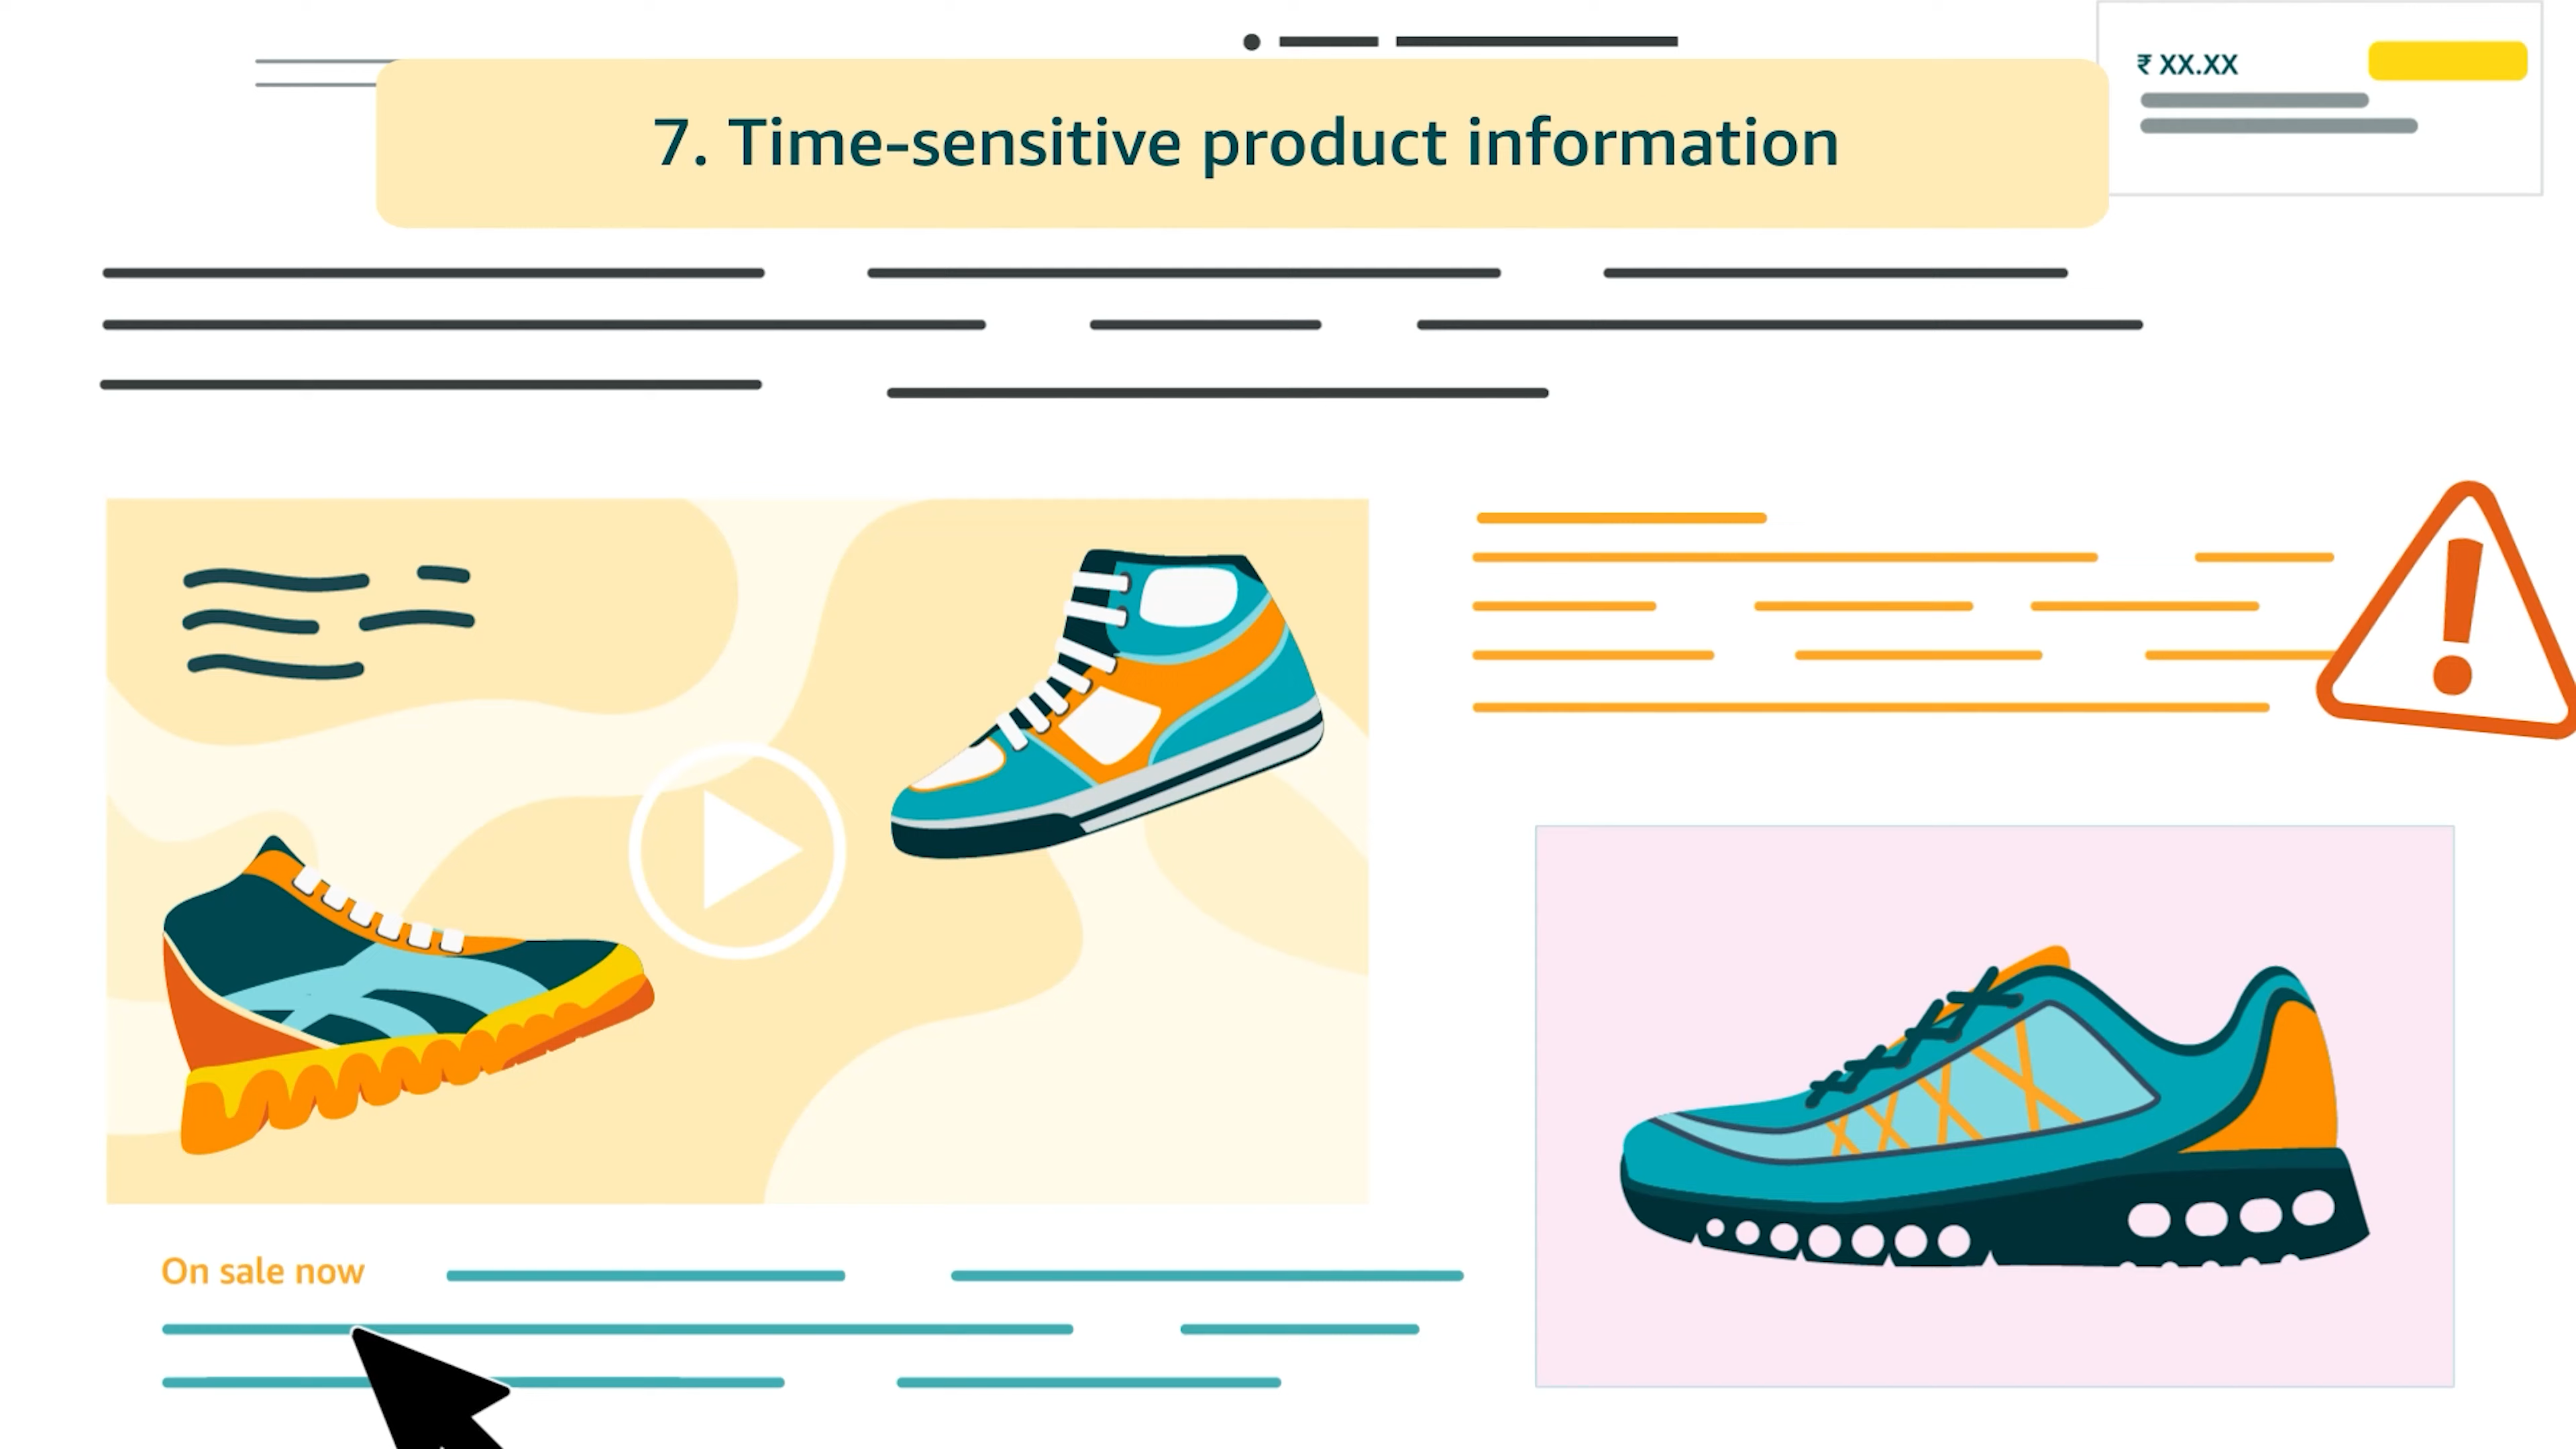 ₹ XX.XX
7. Time-sensitive product information
On sale now